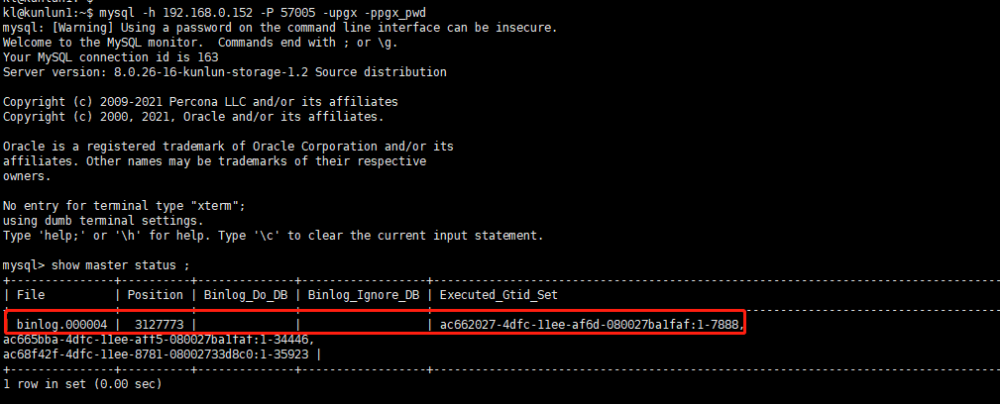 kl@kunlun1:~$
kl@kunlun1:~$ mysql -h 192.168.0.152 -P 57005 -upgx -ppgx_pwd
mysql: [Warning] Using a password on the command line interface can be insecure.
Welcome to the MySQL monitor.  Commands end with ; or \g.
Your MySQL connection id is 163
Server version: 8.0.26-16-kunlun-storage-1.2 Source distribution

Copyright (c) 2009-2021 Percona LLC and/or its affiliates
Copyright (c) 2000, 2021, Oracle and/or its affiliates.

Oracle is a registered trademark of Oracle Corporation and/or its
affiliates. Other names may be trademarks of their respective
owners.

No entry for terminal type "xterm";
using dumb terminal settings.
Type 'help;' or '\h' for help. Type '\c' to clear the current input statement.

mysql> show master status ;
| File | Position | Binlog_Do_DB | Binlog_Ignore_DB | Executed_Gtid_Set
binlog.000004 | 3127773 | | | ac662027-4dfc-11ee-af6d-080027ba1faf:1-7888,
ac665bba-4dfc-11ee-aff5-080027ba1faf:1-34446,
ac68f42f-4dfc-11ee-8781-08002733d8c0:1-35923 |
1 row in set (0.00 sec)